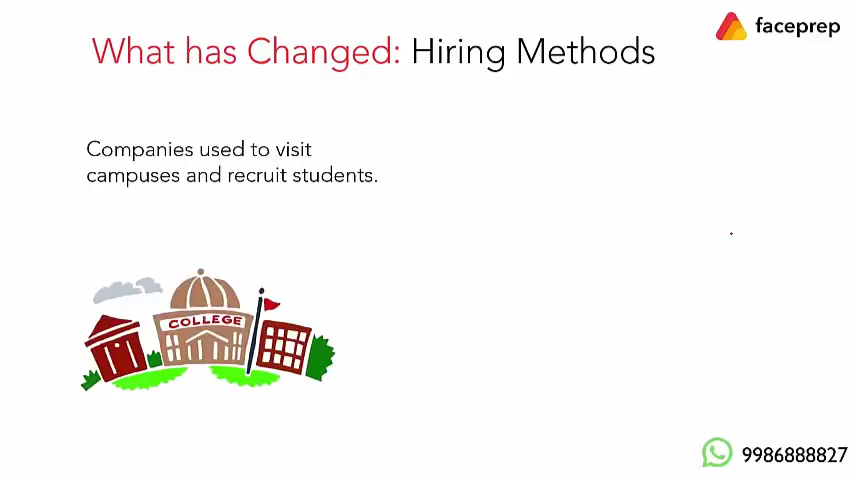 What has Changed: Hiring Methods
faceprep
Companies used to visit
campuses and recruit students.
COLLEGE
9986888827